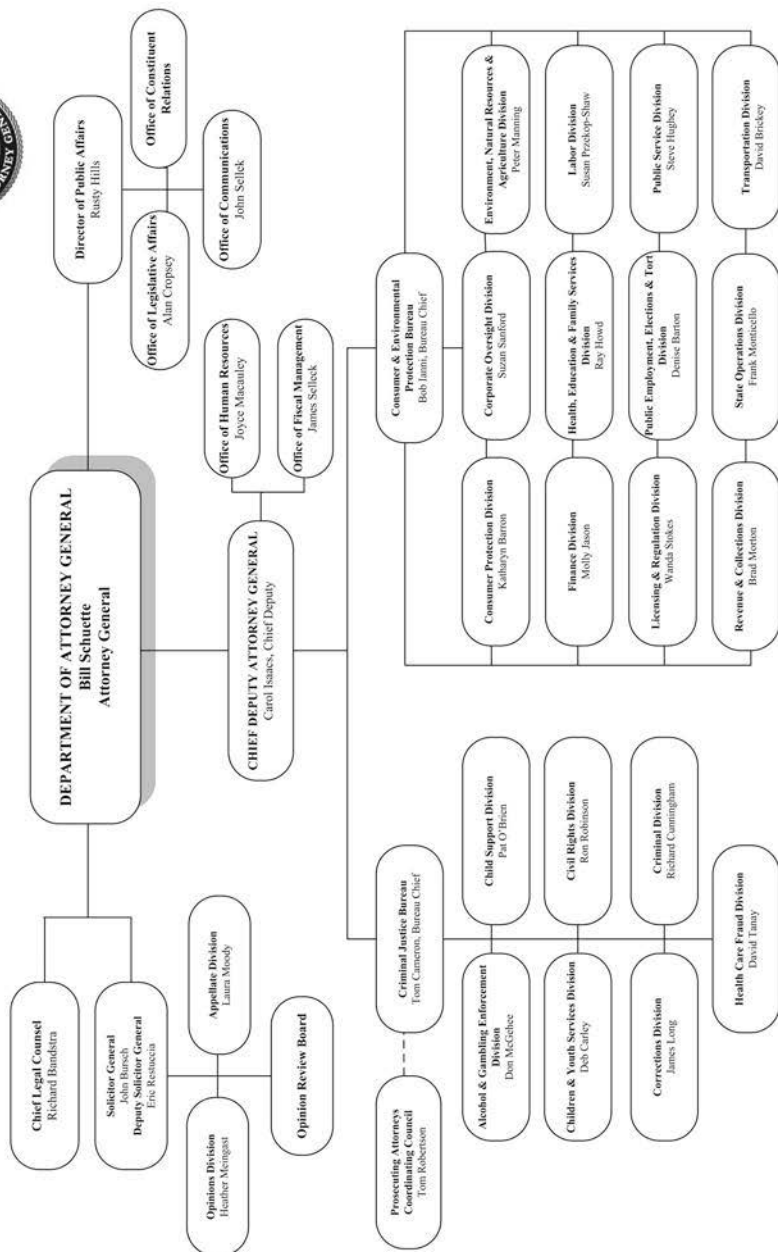 RNEY GEN
DEPARTMENT OF ATTORNEY GENERAL
Bill Schuette
Attorney General
Chief Legal Counsel
Richard Bandstra
Solicitor General
John Bursch
Deputy Solicitor General
Eric Restuccia
Opinions Division
Heather Meingast
Appellate Division
Laura Moody
Opinion Review Board
Director of Public Affairs
Rusty Hills
Office of Legislative Affairs
Alan Cropsey
Office of Constituent
Relations
Office of Communications
John Sellek
CHIEF DEPUTY ATTORNEY GENERAL
Carol Isaacs, Chief Deputy
Office of Human Resources
Joyce Macauley
Office of Fiscal Management
James Selleck
Prosecuting Attorneys
Coordinating Council
Tom Robertson
Criminal Justice Bureau
Tom Cameron, Bureau Chief
Alcohol & Gambling Enforcement
Division
Don McGehee
Child Support Division
Pat O'Brien
Children & Youth Services Division
Deb Carley
Civil Rights Division
Ron Robinson
Corrections Division
James Long
Criminal Division
Richard Cunningham
Health Care Fraud Division
David Tanay
Consumer & Environmental
Protection Bureau
Bob Ianni, Bureau Chief
Consumer Protection Division
Katharyn Barron
Corporate Oversight Division
Suzan Sanford
Environment, Natural Resources &
Agriculture Division
Peter Manning
Finance Division
Molly Jason
Health, Education & Family Services
Division
Ray Howd
Labor Division
Susan Przekop-Shaw
Licensing & Regulation Division
Wanda Stokes
Public Employment, Elections & Tort
Division
Denise Barton
Public Service Division
Steve Hughey
Revenue & Collections Division
Brad Morton
State Operations Division
Frank Monticello
Transportation Division
David Brickey